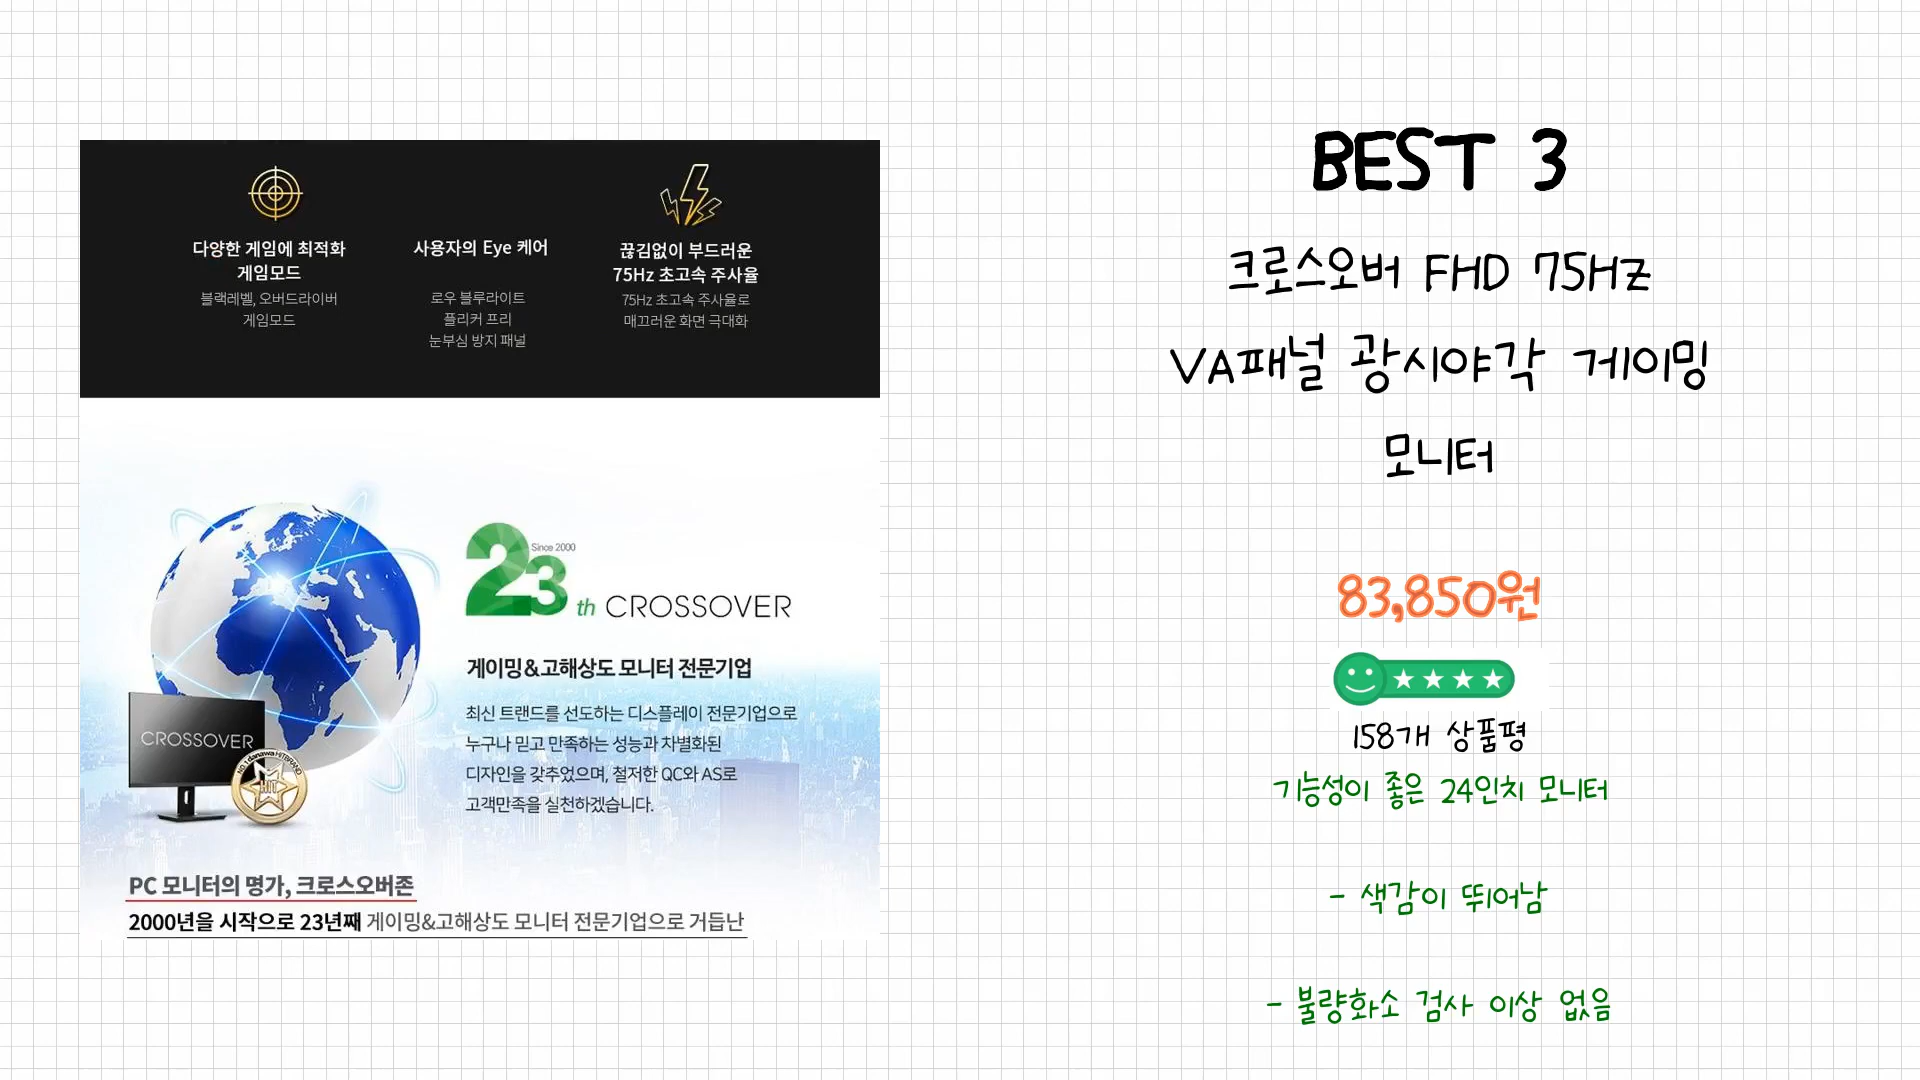 다양한 게임에 최적화
게임모드
블랙레벨, 오버드라이버
게임모드
사용자의 Eye 케어
로우 블루라이트
플리커 프리
눈부심 방지 패널
끊김없이 부드러운
75Hz 초고속 주사율
75Hz 초고속 주사율로
매끄러운 화면 극대화
Since 2000
23 th CROSSOVER
게이밍&고해상도 모니터 전문기업
최신 트랜드를 선도하는 디스플레이 전문기업으로
누구나 믿고 만족하는 성능과 차별화된
디자인을 갖추었으며, 철저한 QC와 AS로
고객만족을 실천하겠습니다.
CROSSOVER
NO.1 danawa HIT BRAND
HIT
PC 모니터의 명가, 크로스오버존
2000년을 시작으로 23년째 게이밍&고해상도 모니터 전문기업으로 거듭난
BEST 3
크로스오버 FHD 75Hz
VA패널 광시야각 게이밍
모니터
83,850원
158개 상품평
기능성이 좋은 24인치 모니터
- 색감이 뛰어남
- 불량화소 검사 이상 없음